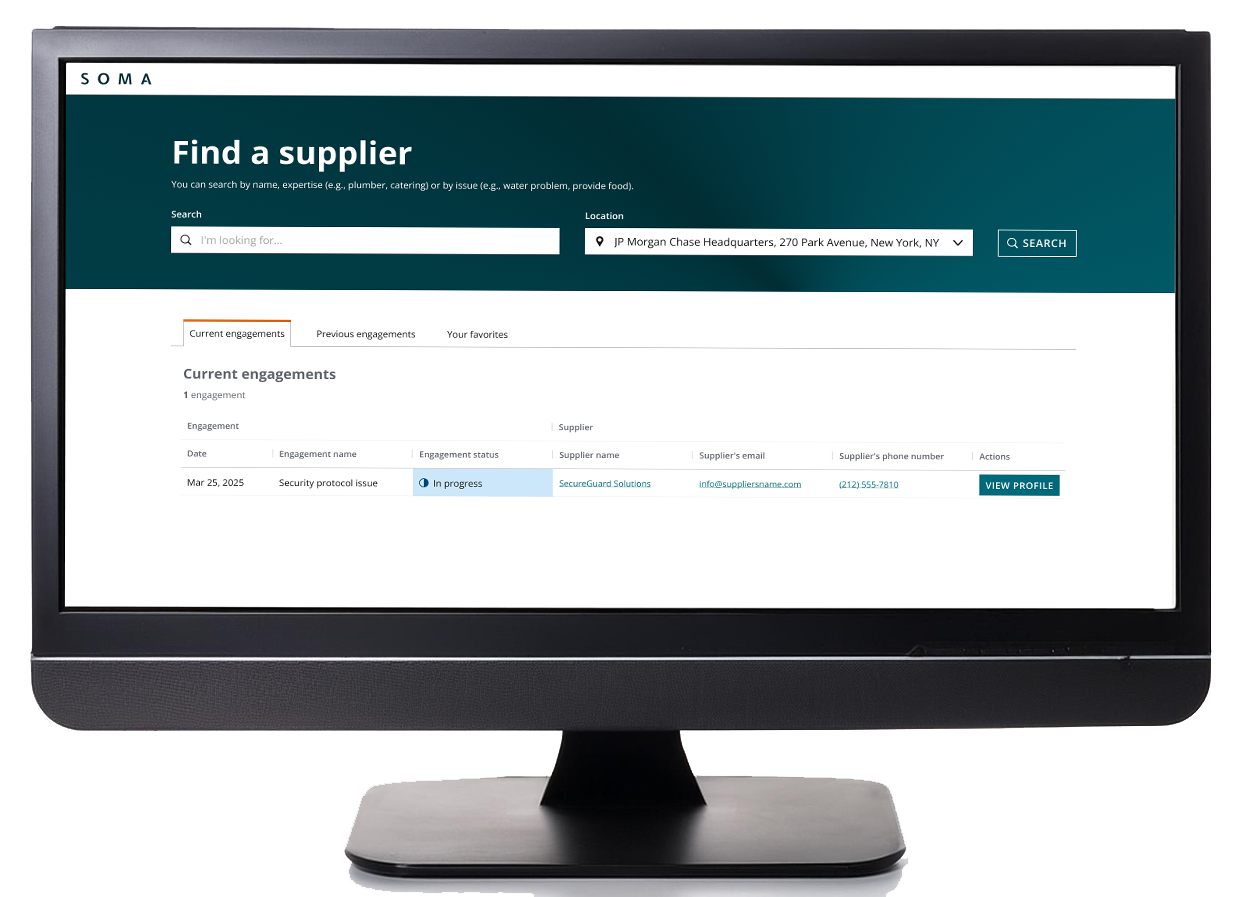 SOMA
Find a supplier
You can search by name, expertise (e.g., plumber, catering) or by issue (e.g., water problem, provide food).
Search
Location
I'm looking for...
JP Morgan Chase Headquarters, 270 Park Avenue, New York, NY
SEARCH
Current engagements
Previous engagements
Your favorites
Current engagements
1 engagement
Engagement
Supplier
Date
Engagement name
Engagement status
Supplier name
Supplier's email
Supplier's phone number
Actions
Mar 25, 2025
Security protocol issue
In progress
SecureGuard Solutions
info@suppliersname.com
(212) 555-7810
VIEW PROFILE